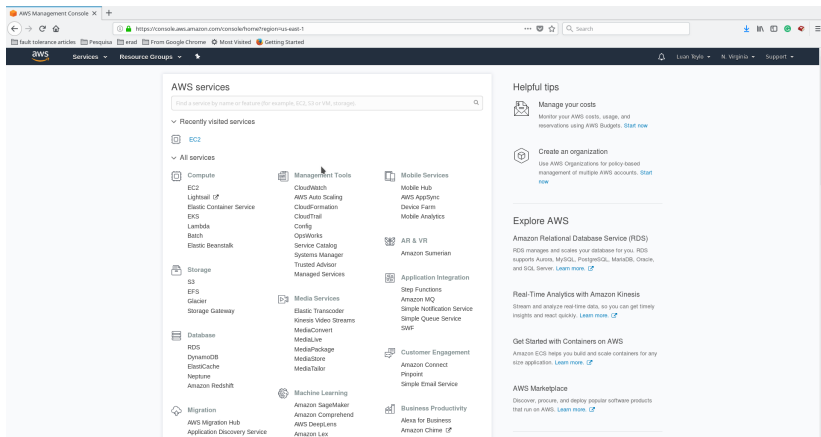 AWS Management Console
https://console.aws.amazon.com/console/home?region=us-east-1
Search
fault tolerance articles Pesquisa erad From Google Chrome Most Visited Getting Started
aws Services Resource Groups Luan Teylo N. Virginia Support
AWS services
Find a service by name or feature (for example, EC2, S3 or VM, storage).
Recently visited services
EC2
All services
Compute
EC2
Lightsail
Elastic Container Service
EKS
Lambda
Batch
Elastic Beanstalk
Storage
S3
EFS
Glacier
Storage Gateway
Database
RDS
DynamoDB
ElastiCache
Neptune
Amazon Redshift
Migration
AWS Migration Hub
Application Discovery Service
Management Tools
CloudWatch
AWS Auto Scaling
CloudFormation
CloudTrail
Config
OpsWorks
Service Catalog
Systems Manager
Trusted Advisor
Managed Services
Media Services
Elastic Transcoder
Kinesis Video Streams
MediaConvert
MediaLive
MediaPackage
MediaStore
MediaTailor
Machine Learning
Amazon SageMaker
Amazon Comprehend
AWS DeepLens
Amazon Lex
Mobile Services
Mobile Hub
AWS AppSync
Device Farm
Mobile Analytics
AR & VR
Amazon Sumerian
Application Integration
Step Functions
Amazon MQ
Simple Notification Service
Simple Queue Service
SWF
Customer Engagement
Amazon Connect
Pinpoint
Simple Email Service
Business Productivity
Alexa for Business
Amazon Chime
Helpful tips
Manage your costs
Monitor your AWS costs, usage, and
reservations using AWS Budgets. Start now
Create an organization
Use AWS Organizations for policy-based
management of multiple AWS accounts. Start
now
Explore AWS
Amazon Relational Database Service (RDS)
RDS manages and scales your database for you. RDS
supports Aurora, MySQL, PostgreSQL, MariaDB, Oracle,
and SQL Server. Learn more.
Real-Time Analytics with Amazon Kinesis
Stream and analyze real-time data, so you can get timely
insights and react quickly. Learn more.
Get Started with Containers on AWS
Amazon ECS helps you build and scale containers for any
size application. Learn more.
AWS Marketplace
Discover, procure, and deploy popular software products
that run on AWS. Learn more.